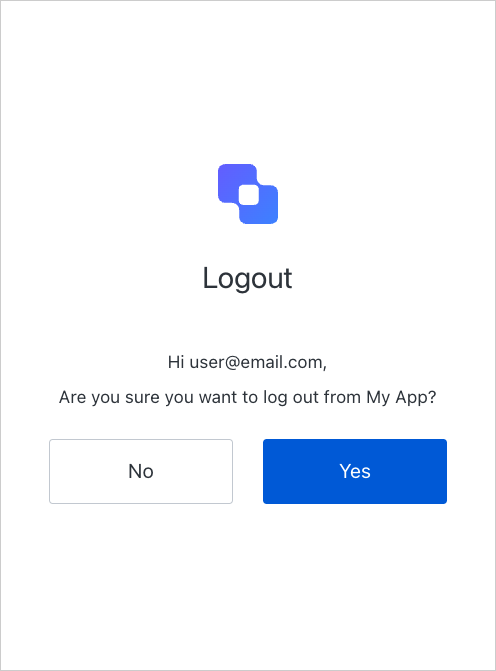 Logout
Hi user@email.com,
Are you sure you want to log out from My App?
No
Yes